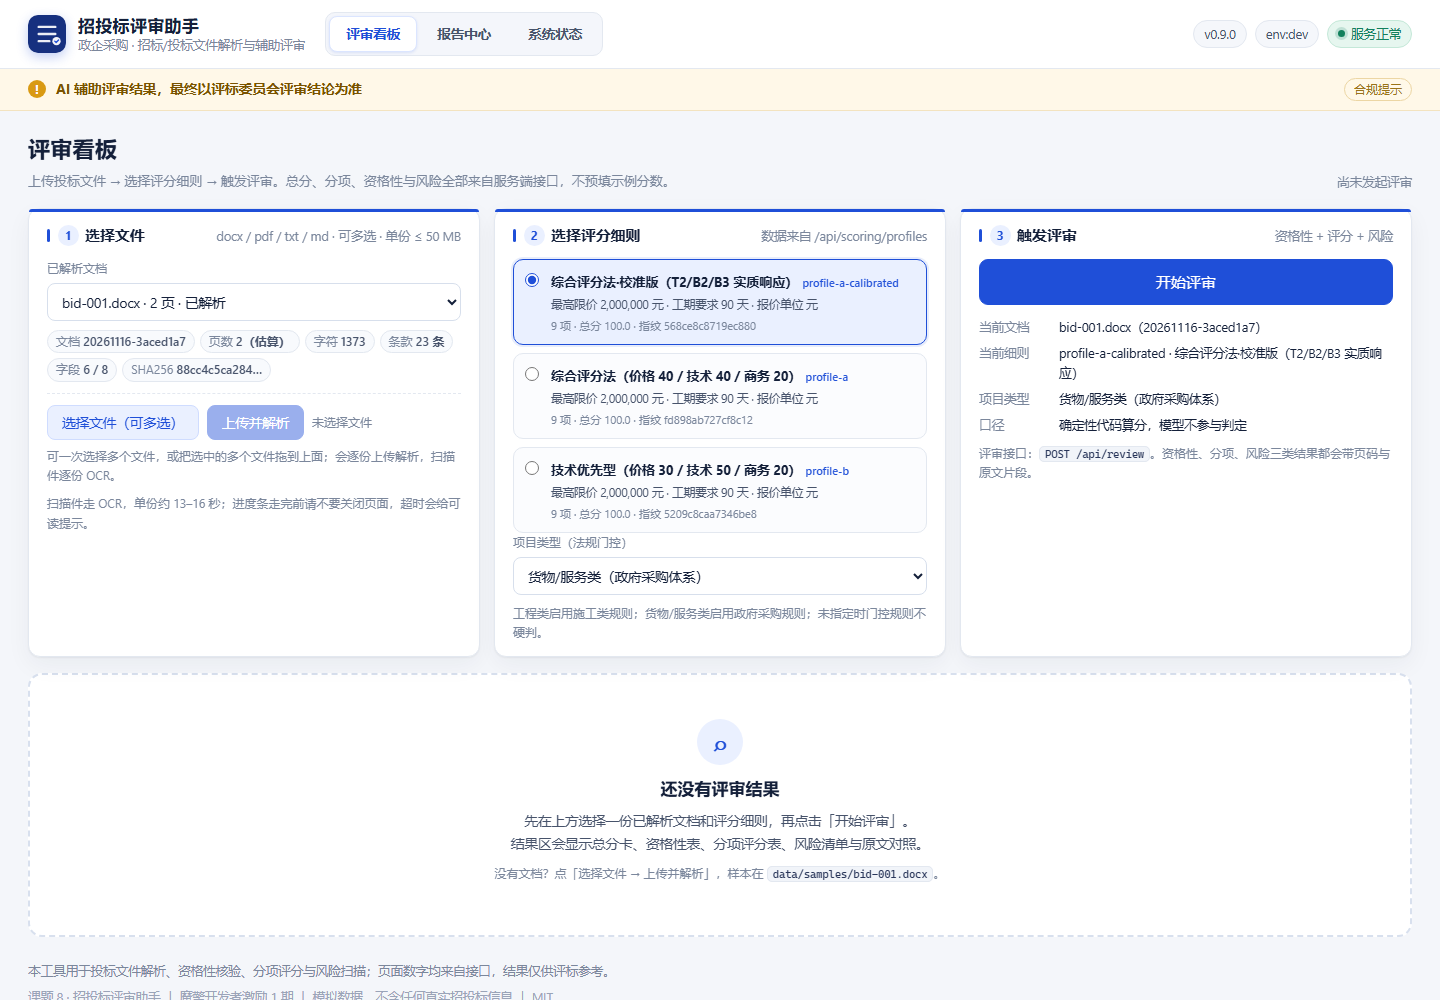 招投标评审助手
政企采购 · 招标/投标文件解析与辅助评审
评审看板
报告中心
系统状态
v0.9.0
env:dev
服务正常
! AI 辅助评审结果，最终以评标委员会评审结论为准
合规提示
评审看板
上传投标文件 → 选择评分细则 → 触发评审。总分、分项、资格性与风险全部来自服务端接口，不预填示例分数。
尚未发起评审
1 选择文件
docx / pdf / txt / md · 可多选 · 单份 ≤ 50 MB
已解析文档
bid-001.docx · 2 页 · 已解析
文档 20261116-3aced1a7
页数 2（估算）
字符 1373
条款 23 条
字段 6 / 8
SHA256 88cc4c5ca284…
选择文件（可多选）
上传并解析
未选择文件
可一次选择多个文件，或把选中的多个文件拖到上面；会逐份上传解析，扫描
件逐份 OCR。
扫描件走 OCR，单份约 13–16 秒；进度条走完前请不要关闭页面，超时会给可
读提示。
2 选择评分细则
数据来自 /api/scoring/profiles
综合评分法·校准版（T2/B2/B3 实质响应） profile-a-calibrated
最高限价 2,000,000 元 · 工期要求 90 天 · 报价单位 元
9 项 · 总分 100.0 · 指纹 568ce8c8719ec880
综合评分法（价格 40 / 技术 40 / 商务 20） profile-a
最高限价 2,000,000 元 · 工期要求 90 天 · 报价单位 元
9 项 · 总分 100.0 · 指纹 fd898ab727cf8c12
技术优先型（价格 30 / 技术 50 / 商务 20） profile-b
最高限价 2,000,000 元 · 工期要求 90 天 · 报价单位 元
9 项 · 总分 100.0 · 指纹 5209c8caa7346be8
项目类型（法规门控）
货物/服务类（政府采购体系）
工程类启用施工类规则；货物/服务类启用政府采购规则；未指定时门控规则不
硬判。
3 触发评审
资格性 + 评分 + 风险
开始评审
当前文档 bid-001.docx（20261116-3aced1a7）
当前细则 profile-a-calibrated · 综合评分法·校准版（T2/B2/B3 实质响
应）
项目类型 货物/服务类（政府采购体系）
口径 确定性代码算分，模型不参与判定
评审接口： POST /api/review 。资格性、分项、风险三类结果都会带页码与
原文片段。
还没有评审结果
先在上方选择一份已解析文档和评分细则，再点击「开始评审」。
结果区会显示总分卡、资格性表、分项评分表、风险清单与原文对照。
没有文档？点「选择文件 → 上传并解析」，样本在 data/samples/bid-001.docx 。
本工具用于投标文件解析、资格性核验、分项评分与风险扫描；页面数字均来自接口，结果仅供评标参考。
课题 8 · 招投标评审助手 ｜ 魔擎开发者激励 1 期 ｜ 模拟数据，不含任何真实招投标信息 ｜ MIT